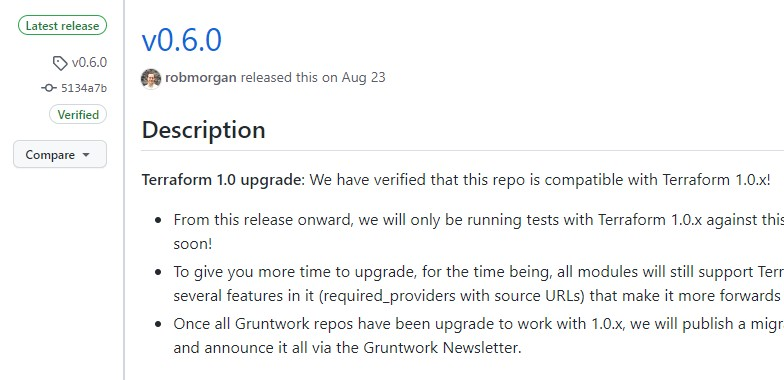 Latest release
v0.6.0
5134a7b
Verified
Compare
v0.6.0
robmorgan released this on Aug 23
Description
Terraform 1.0 upgrade: We have verified that this repo is compatible with Terraform 1.0.x!
From this release onward, we will only be running tests with Terraform 1.0.x against this
soon!
To give you more time to upgrade, for the time being, all modules will still support
several features in it (required_providers with source URLs) that make it more forwards
Once all Gruntwork repos have been upgrade to work with 1.0.x, we will publish a
and announce it all via the Gruntwork Newsletter.